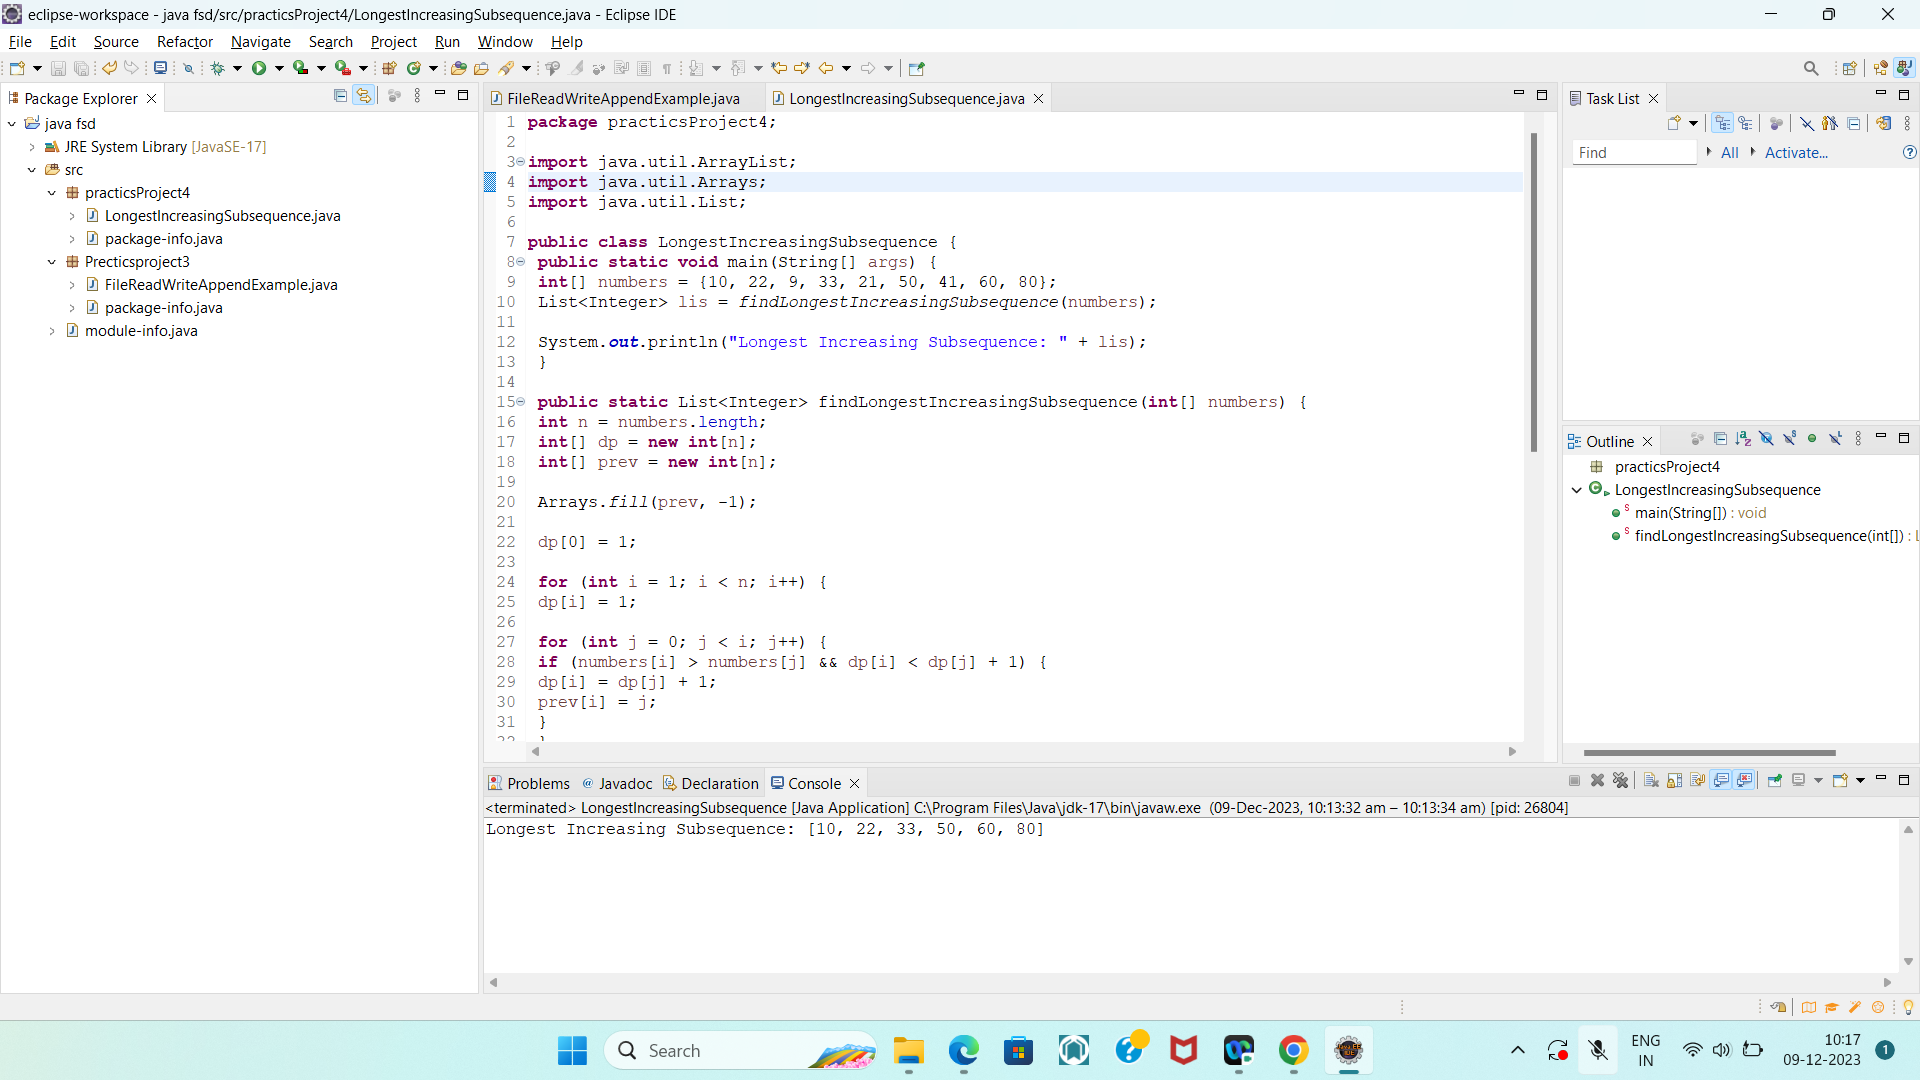 eclipse-workspace - java fsd/src/practicsProject4/LongestIncreasingSubsequence.java - Eclipse IDE
File Edit Source Refactor Navigate Search Project Run Window Help
Package Explorer
java fsd
JRE System Library [JavaSE-17]
src
practicsProject4
LongestIncreasingSubsequence.java
package-info.java
Precticsproject3
FileReadWriteAppendExample.java
package-info.java
module-info.java
FileReadWriteAppendExample.java LongestIncreasingSubsequence.java
1 package practicsProject4;
2
3 import java.util.ArrayList;
4 import java.util.Arrays;
5 import java.util.List;
6
7 public class LongestIncreasingSubsequence {
8 public static void main(String[] args) {
9 int[] numbers = {10, 22, 9, 33, 21, 50, 41, 60, 80};
10 List<Integer> lis = findLongestIncreasingSubsequence(numbers);
11
12 System.out.println("Longest Increasing Subsequence: " + lis);
13 }
14
15 public static List<Integer> findLongestIncreasingSubsequence(int[] numbers) {
16 int n = numbers.length;
17 int[] dp = new int[n];
18 int[] prev = new int[n];
19
20 Arrays.fill(prev, -1);
21
22 dp[0] = 1;
23
24 for (int i = 1; i < n; i++) {
25 dp[i] = 1;
26
27 for (int j = 0; j < i; j++) {
28 if (numbers[i] > numbers[j] && dp[i] < dp[j] + 1) {
29 dp[i] = dp[j] + 1;
30 prev[i] = j;
31 }
Task List
Find All Activate...
Outline
practicsProject4
LongestIncreasingSubsequence
main(String[]) : void
findLongestIncreasingSubsequence(int[]) :
Problems Javadoc Declaration Console
<terminated> LongestIncreasingSubsequence [Java Application] C:\Program Files\Java\jdk-17\bin\javaw.exe (09-Dec-2023, 10:13:32 am – 10:13:34 am) [pid: 26804]
Longest Increasing Subsequence: [10, 22, 33, 50, 60, 80]
Search
ENG
IN
10:17
09-12-2023
1